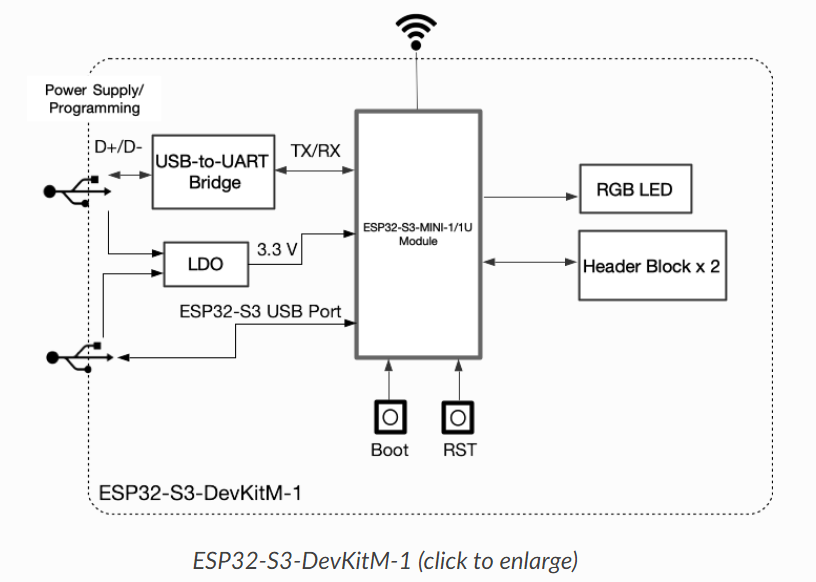 Power Supply/
Programming
D+/D-
USB-to-UART
Bridge
TX/RX
ESP32-S3-MINI-1/1U
Module
RGB LED
LDO
3.3 V
Header Block x 2
ESP32-S3 USB Port
Boot
RST
ESP32-S3-DevKitM-1
ESP32-S3-DevKitM-1 (click to enlarge)